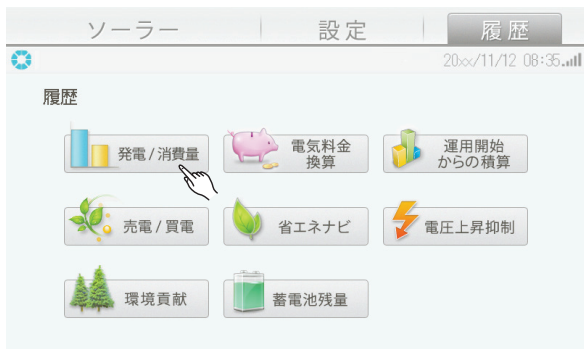 ソーラー
設定
履歴
20××/11/12 08:35
履歴
発電/消費量
電気料金
換算
運用開始
からの積算
売電/買電
省エネナビ
電圧上昇抑制
環境貢献
蓄電池残量